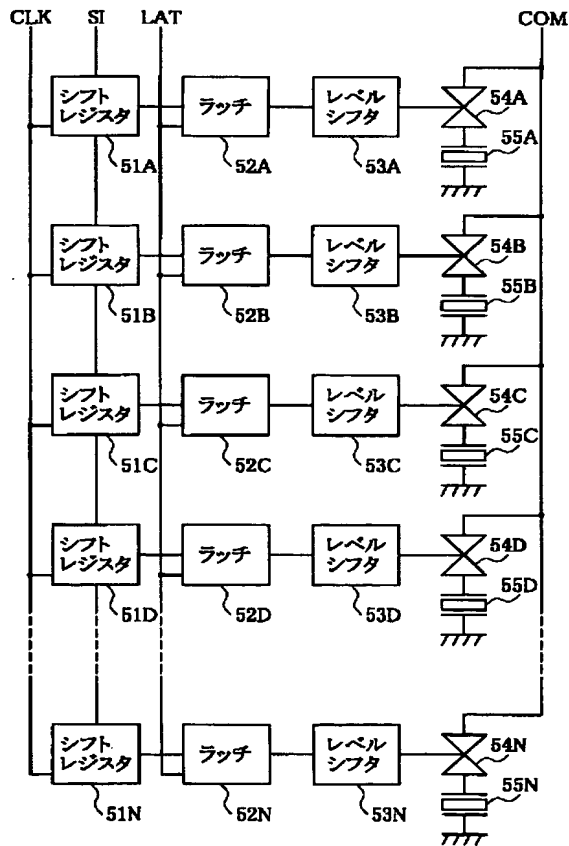 CLK SI LAT COM
シフト
レジスタ
ラッチ
レベル
シフタ
54A
55A
51A 52A 53A
シフト
レジスタ
ラッチ
レベル
シフタ
54B
55B
51B 52B 53B
シフト
レジスタ
ラッチ
レベル
シフタ
54C
55C
51C 52C 53C
シフト
レジスタ
ラッチ
レベル
シフタ
54D
55D
51D 52D 53D
シフト
レジスタ
ラッチ
レベル
シフタ
54N
55N
51N 52N 53N